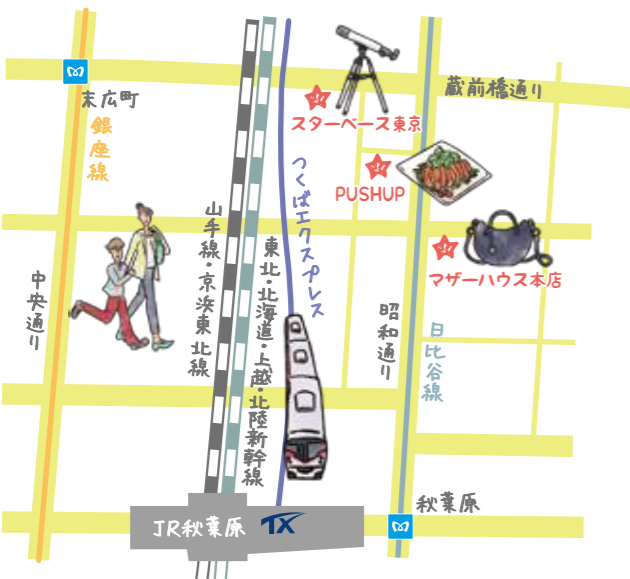 蔵前橋通り
末広町
スターベース東京
銀座線
つくばエクスプレス
PUSHUP
山手線・京浜東北線
東北・北海道・上越・北陸新幹線
マザーハウス本店
中央通り
昭和通り
日比谷線
秋葉原
JR秋葉原
TX